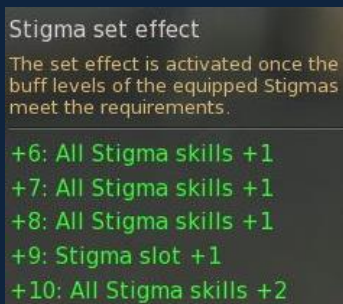 Stigma set effect
The set effect is activated once the
buff levels of the equipped Stigmas
meet the requirements.
+6: All Stigma skills +1
+7: All Stigma skills +1
+8: All Stigma skills +1
+9: Stigma slot +1
+10: All Stigma skills +2